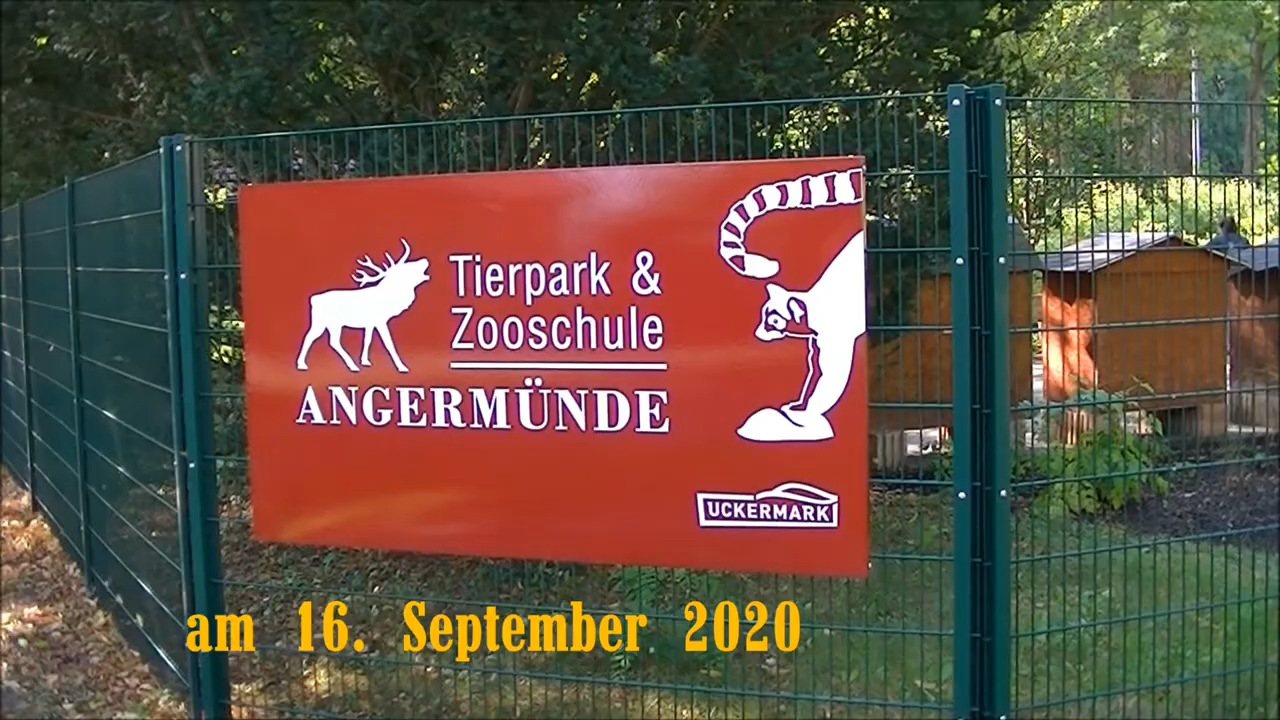 Tierpark &
Zooschule
ANGERMÜNDE
UCKERMARK
am 16. September 2020